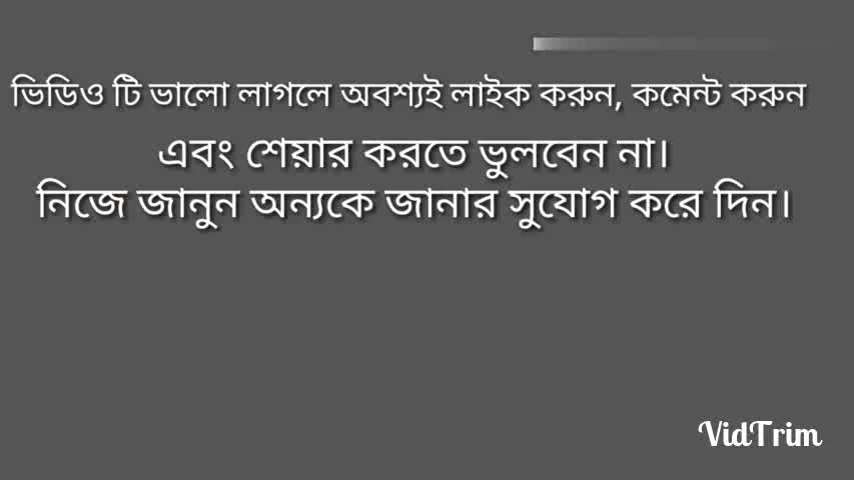 ভিডিও টি ভালো লাগলে অবশ্যই লাইক করুন, কমেন্ট করুন
এবং শেয়ার করতে ভুলবেন না।
নিজে জানুন অন্যকে জানার সুযোগ করে দিন।
VidTrim